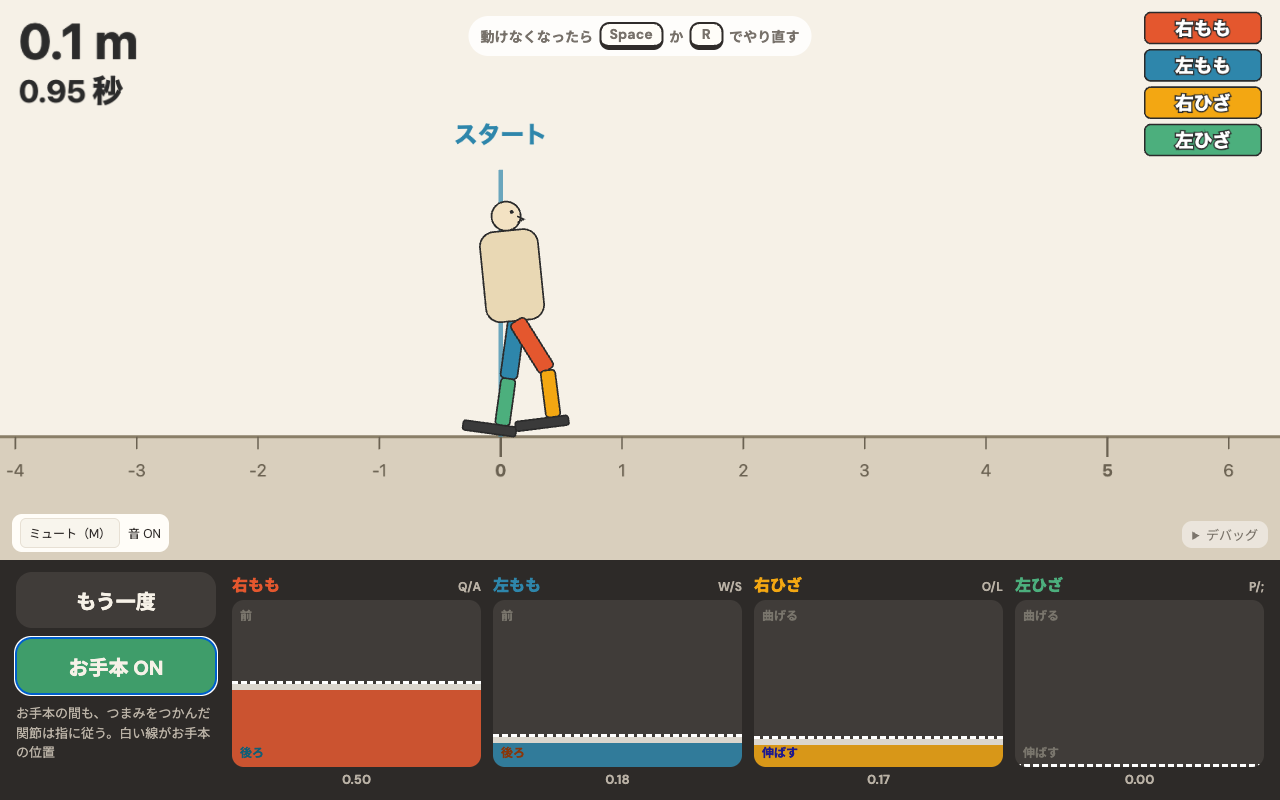 0.1 m
0.95 秒
動けなくなったら Space か R でやり直す
右もも
左もも
右ひざ
左ひざ
スタート
-4 -3 -2 -1 0 1 2 3 4 5 6
ミュート（M） 音 ON
▶ デバッグ
もう一度
お手本 ON
お手本の間も、つまみをつかんだ
関節は指に従う。白い線がお手本
の位置
右もも Q/A
前
後ろ
0.50
左もも W/S
前
後ろ
0.18
右ひざ O/L
曲げる
伸ばす
0.17
左ひざ P/;
曲げる
伸ばす
0.00